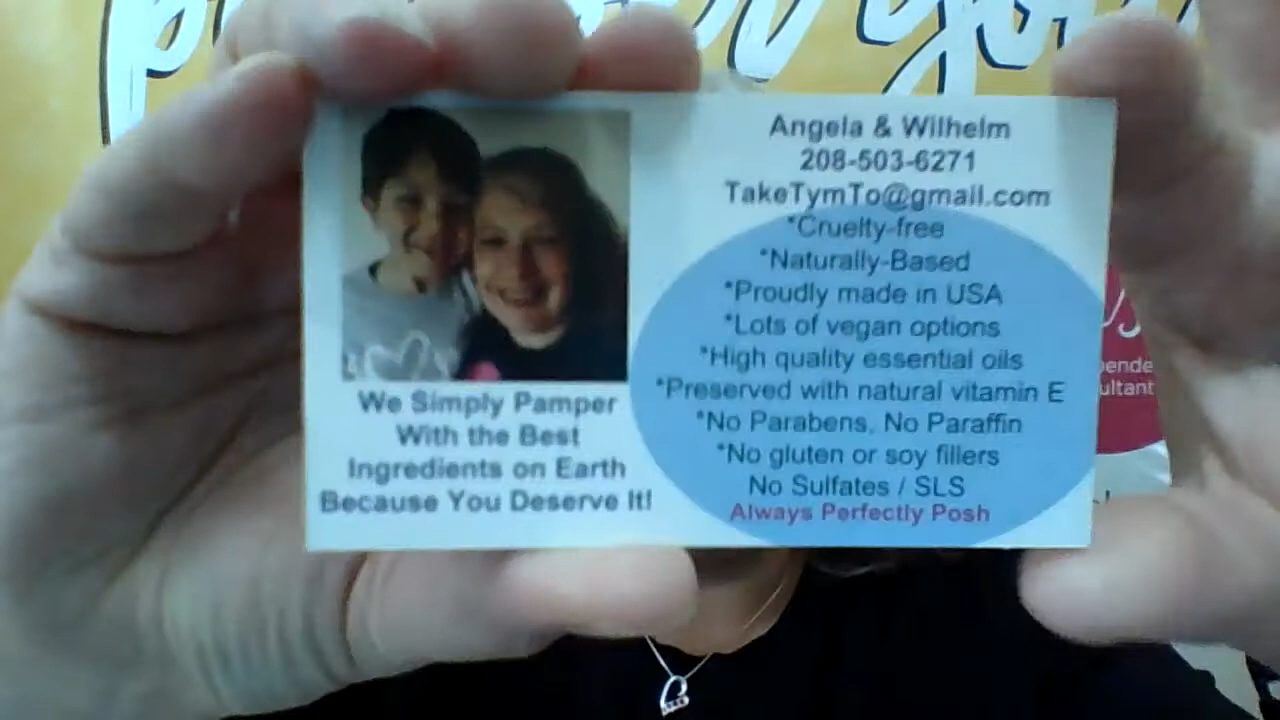 Angela & Wilhelm
208-503-6271
TakeTymTo@gmail.com
*Cruelty-free
*Naturally-Based
*Proudly made in USA
*Lots of vegan options
*High quality essential oils
*Preserved with natural vitamin E
*No Parabens, No Paraffin
*No gluten or soy fillers
No Sulfates / SLS
Always Perfectly Posh
We Simply Pamper
With the Best
Ingredients on Earth
Because You Deserve It!